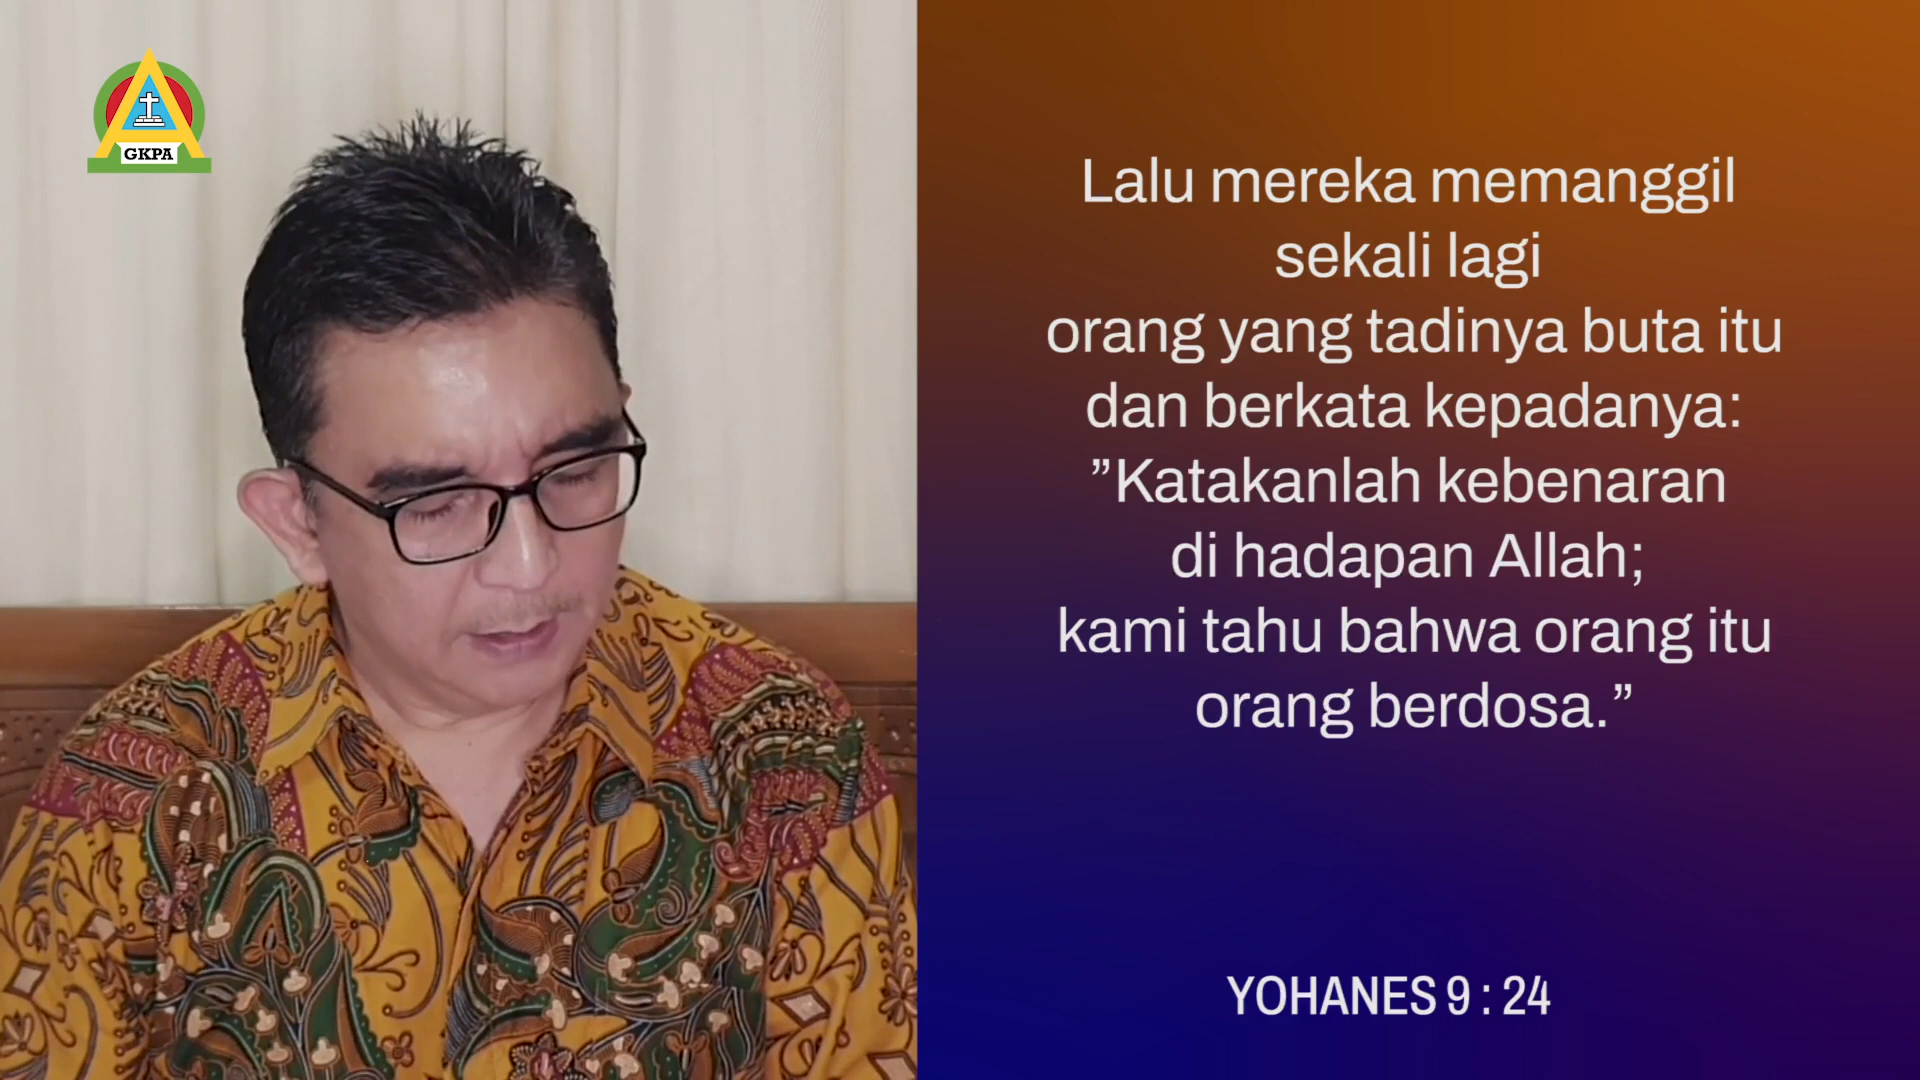 GKPA
Lalu mereka memanggil
sekali lagi
orang yang tadinya buta itu
dan berkata kepadanya:
”Katakanlah kebenaran
di hadapan Allah;
kami tahu bahwa orang itu
orang berdosa.”
YOHANES 9 : 24